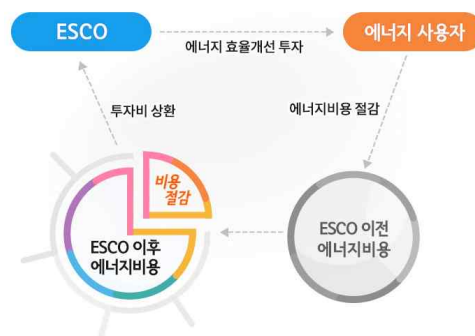 ESCO
에너지 사용자
에너지 효율개선 투자
투자비 상환
에너지비용 절감
비용
절감
ESCO 이후
에너지비용
ESCO 이전
에너지비용